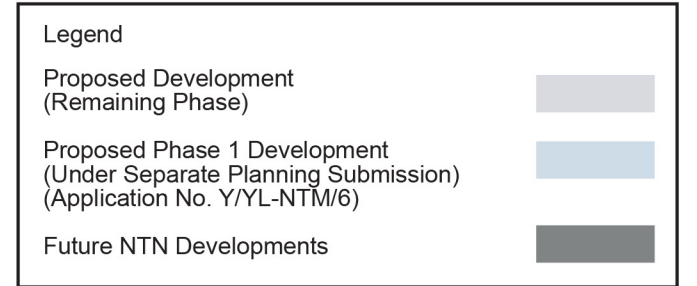 Legend
Proposed Development
(Remaining Phase)
Proposed Phase 1 Development
(Under Separate Planning Submission)
(Application No. Y/YL-NTM/6)
Future NTN Developments